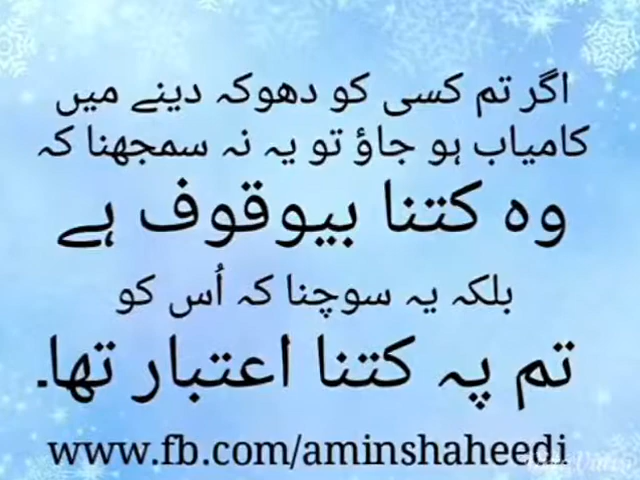 اگر تم کسی کو دھوکہ دینے میں
کامیاب ہو جاؤ تو یہ نہ سمجھنا کہ
وہ کتنا بیوقوف ہے
بلکہ یہ سوچنا کہ اُس کو
تم پہ کتنا اعتبار تھا۔
www.fb.com/aminshaheedi